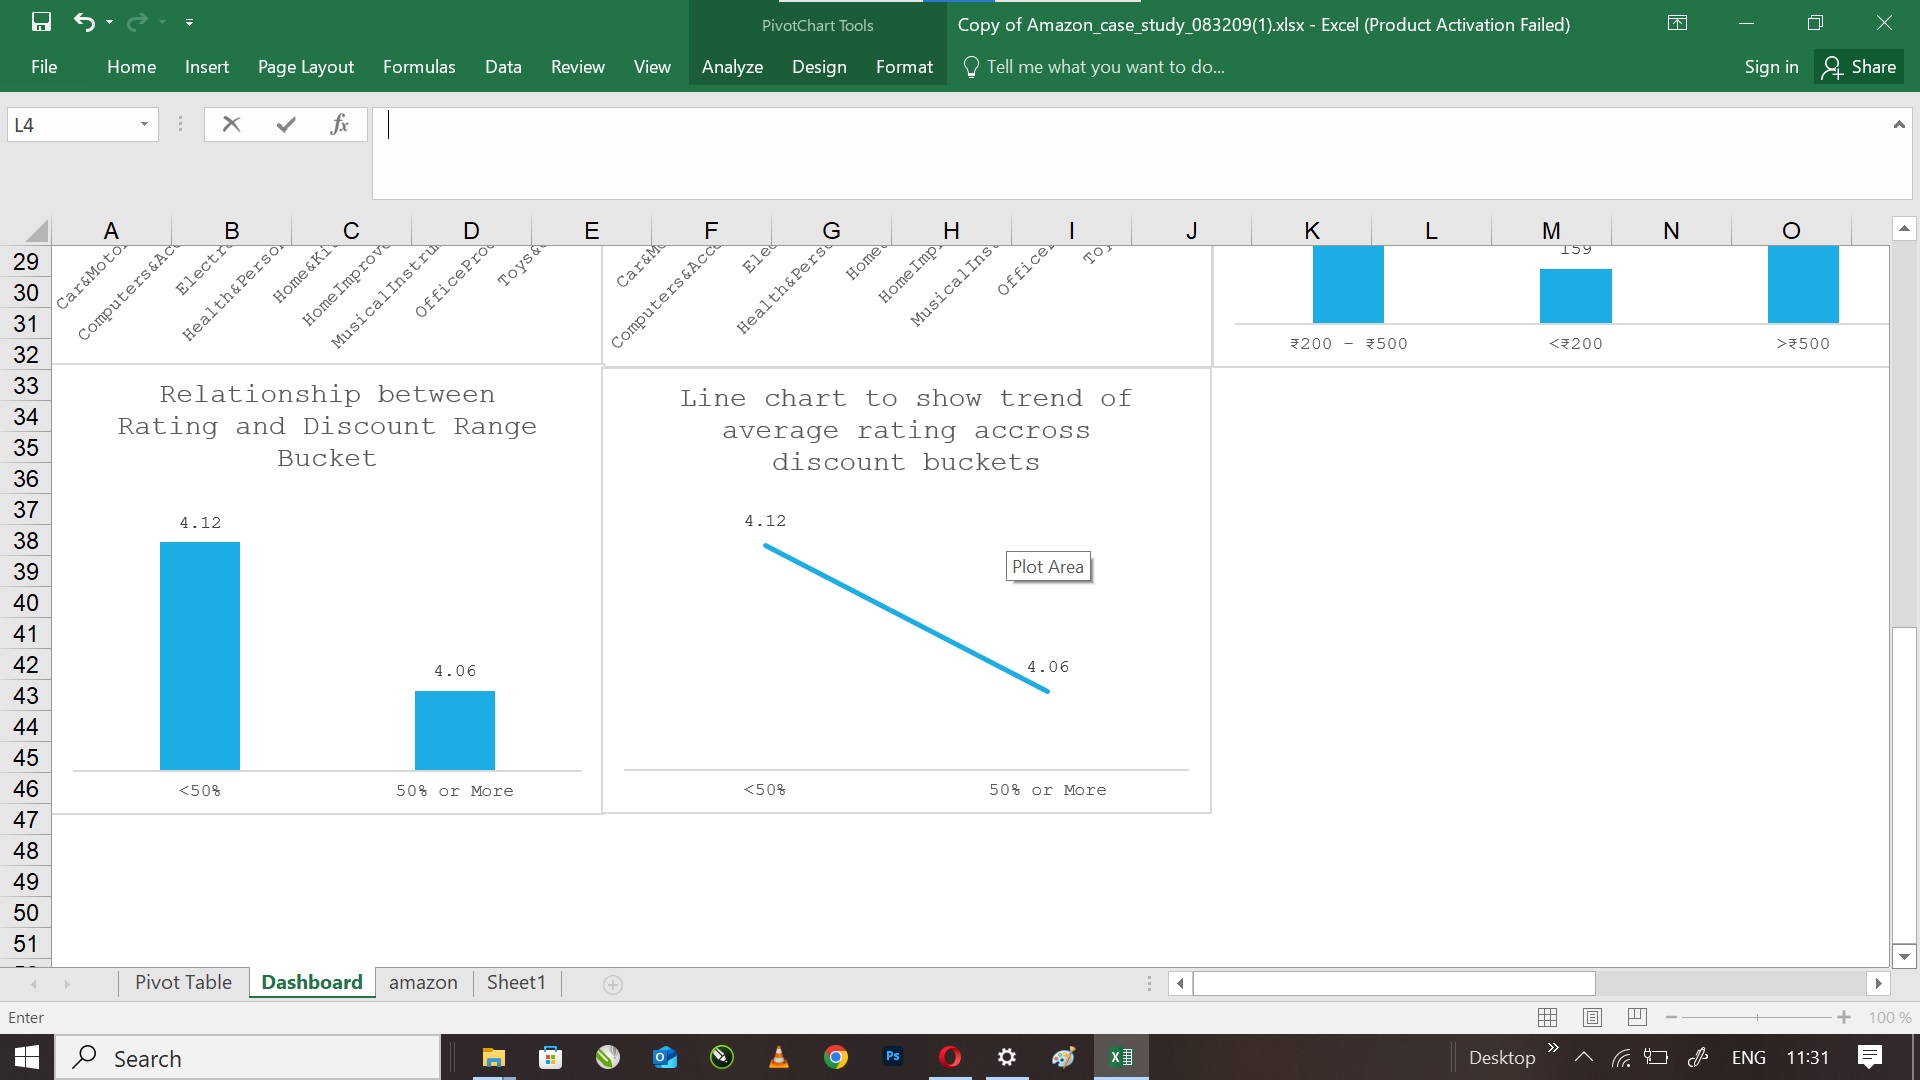 PivotChart Tools
Copy of Amazon_case_study_083209(1).xlsx - Excel (Product Activation Failed)
File Home Insert Page Layout Formulas Data Review View Analyze Design Format Tell me what you want to do... Sign in Share
L4 fx
A B C D E F G H I J K L M N O
29
30
31
32
33
34
35
36
37
38
39
40
41
42
43
44
45
46
47
48
49
50
51
Car&Moto
Computers&Acc
Electr
Health&Perso
Home&Ki
HomeImprov
MusicalInstru
OfficePro
Toys&
Car&M
Computers&Acc
Ele
Health&Pers
Home
HomeImp
MusicalIns
Office
To
159
₹200 - ₹500 <₹200 >₹500
Relationship between
Rating and Discount Range
Bucket
4.12
4.06
<50% 50% or More
Line chart to show trend of
average rating accross
discount buckets
4.12
Plot Area
4.06
<50% 50% or More
Pivot Table Dashboard amazon Sheet1
Enter 100 %
Search Ps Desktop ENG 11:31